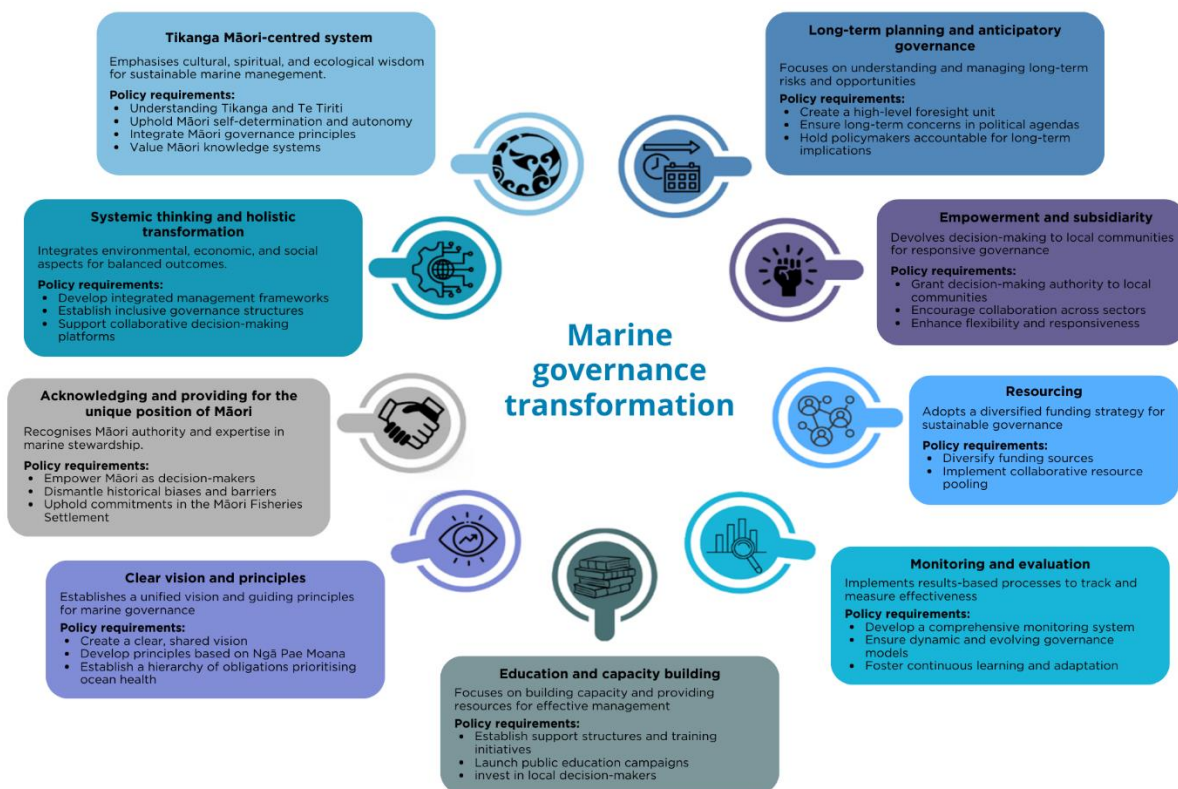 Tikanga Māori-centred system
Emphasises cultural, spiritual, and ecological wisdom
for sustainable marine mengement.
Policy requirements:
• Understanding Tikanga and Te Tiriti
• Uphold Māori self-determination and autonomy
• Integrate Māori governance principles
• Value Māori knowledge systems
Long-term planning and anticipatory
governance
Focuses on understanding and managing long-term
risks and opportunities
Policy requirements:
• Create a high-level foresight unit
• Ensure long-term concerns in political agendas
• Hold policymakers accountable for long-term
implications
Systemic thinking and holistic
transformation
Integrates environmental, economic, and social
aspects for balanced outcomes.
Policy requirements:
• Develop integrated management frameworks
• Establish inclusive governance structures
• Support collaborative decision-making
platforms
Empowerment and subsidiarity
Devolves decision-making to local communities
for responsive governance
Policy requirements:
• Grant decision-making authority to local
communities
• Encourage collaboration across sectors
• Enhance flexibility and responsiveness
Marine
governance
transformation
Acknowledging and providing for the
unique position of Māori
Recognises Māori authority and expertise in
marine stewardship.
Policy requirements:
• Empower Māori as decision-makers
• Dismantle historical biases and barriers
• Uphold commitments in the Māori Fisheries
Settlement
Resourcing
Adopts a diversified funding strategy for
sustainable governance
Policy requirements:
• Diversify funding sources
• Implement collaborative resource
pooling
Clear vision and principles
Establishes a unified vision and guiding principles
for marine governance
Policy requirements:
• Create a clear, shared vision
• Develop principles based on Ngā Pae Moana
• Establish a hierarchy of obligations prioritising
ocean health
Monitoring and evaluation
Implements results-based processes to track and
measure effectiveness
Policy requirements:
• Develop a comprehensive monitoring system
• Ensure dynamic and evolving governance
models
• Foster continuous learning and adaptation
Education and capacity building
Focuses on building capacity and providing
resources for effective management
Policy requirements:
• Establish support structures and training
initiatives
• Launch public education campaigns
• invest in local decision-makers